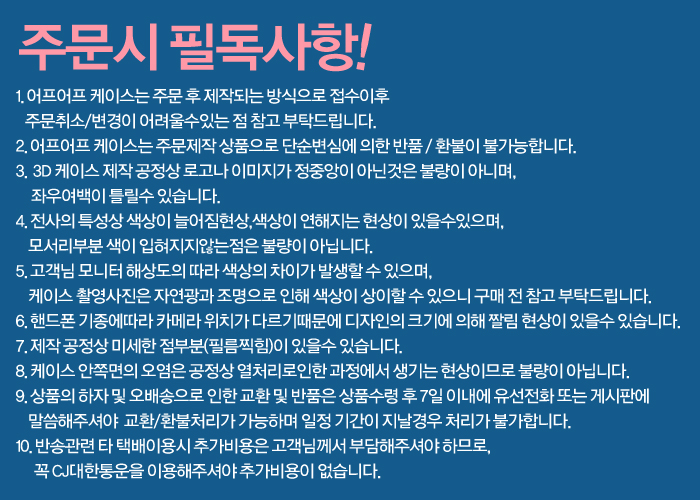 주문시 필독사항!
1. 어프어프 케이스는 주문 후 제작되는 방식으로 접수이후
주문취소/변경이 어려울수있는 점 참고 부탁드립니다.
2. 어프어프 케이스는 주문제작 상품으로 단순변심에 의한 반품 / 환불이 불가능합니다.
3. 3D 케이스 제작 공정상 로고나 이미지가 정중앙이 아닌것은 불량이 아니며,
좌우여백이 틀릴수 있습니다.
4. 전사의 특성상 색상이 늘어짐현상,색상이 연해지는 현상이 있을수있으며,
모서리부분 색이 입혀지지않는점은 불량이 아닙니다.
5. 고객님 모니터 해상도의 따라 색상의 차이가 발생할 수 있으며,
케이스 촬영사진은 자연광과 조명으로 인해 색상이 상이할 수 있으니 구매 전 참고 부탁드립니다.
6. 핸드폰 기종에따라 카메라 위치가 다르기때문에 디자인의 크기에 의해 짤림 현상이 있을수 있습니다.
7. 제작 공정상 미세한 점부분(필름찍힘)이 있을수 있습니다.
8. 케이스 안쪽면의 오염은 공정상 열처리로인한 과정에서 생기는 현상이므로 불량이 아닙니다.
9. 상품의 하자 및 오배송으로 인한 교환 및 반품은 상품수령 후 7일 이내에 유선전화 또는 게시판에
말씀해주셔야 교환/환불처리가 가능하며 일정 기간이 지날경우 처리가 불가합니다.
10. 반송관련 타 택배이용시 추가비용은 고객님께서 부담해주셔야 하므로,
꼭 CJ대한통운을 이용해주셔야 추가비용이 없습니다.